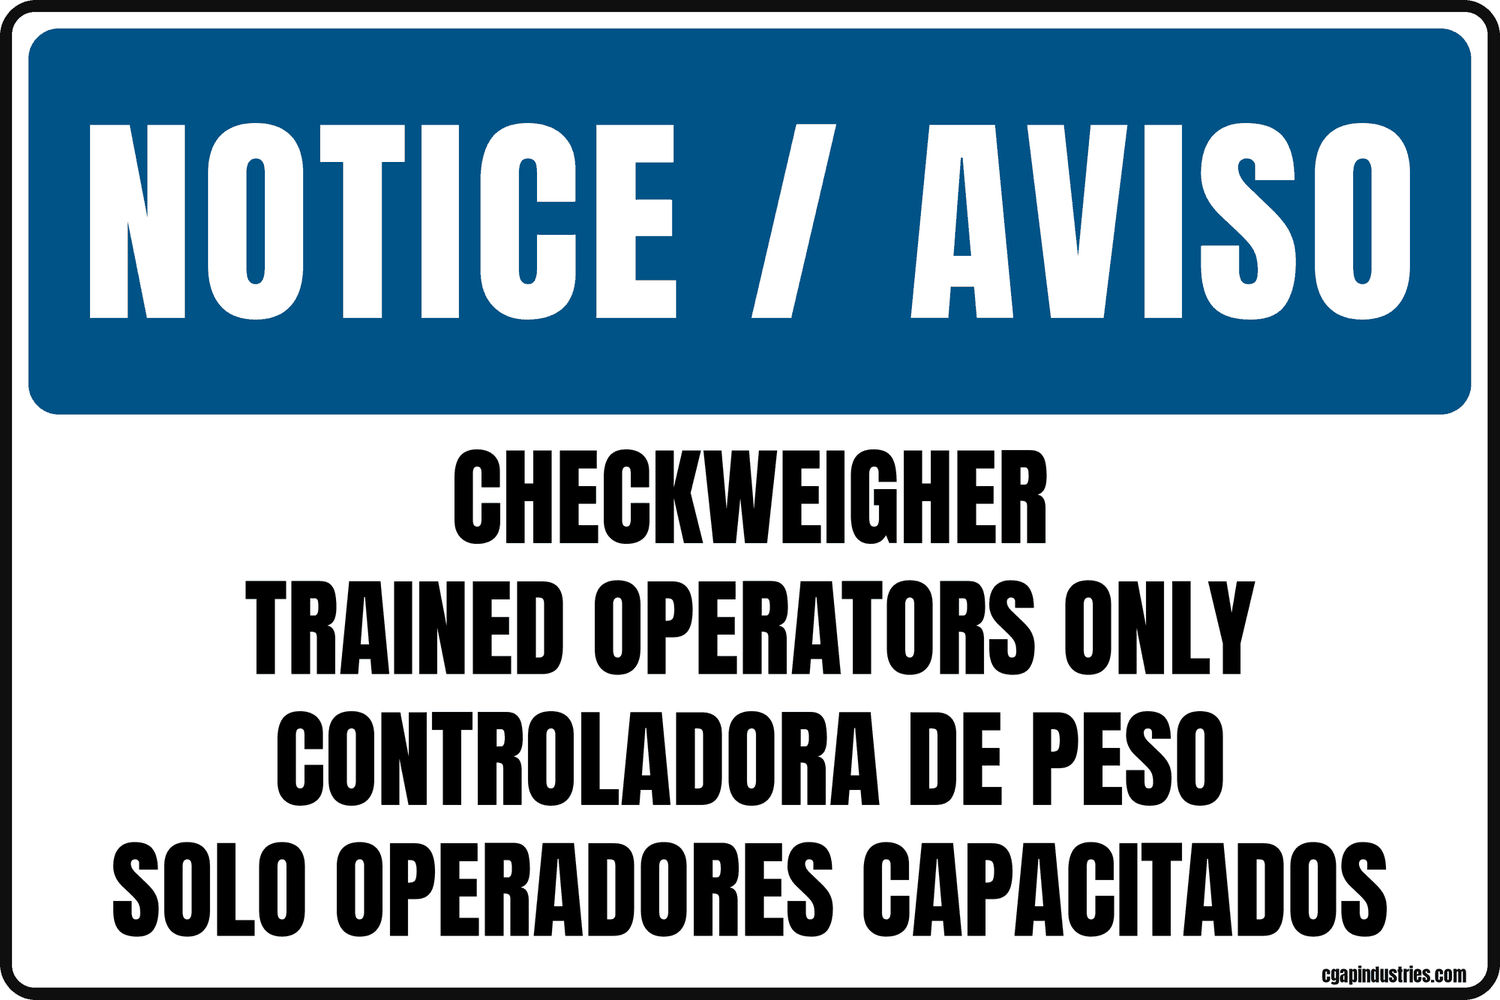 NOTICE / AVISO
CHECKWEIGHER
TRAINED OPERATORS ONLY
CONTROLADORA DE PESO
SOLO OPERADORES CAPACITADOS
cgapindustries.com